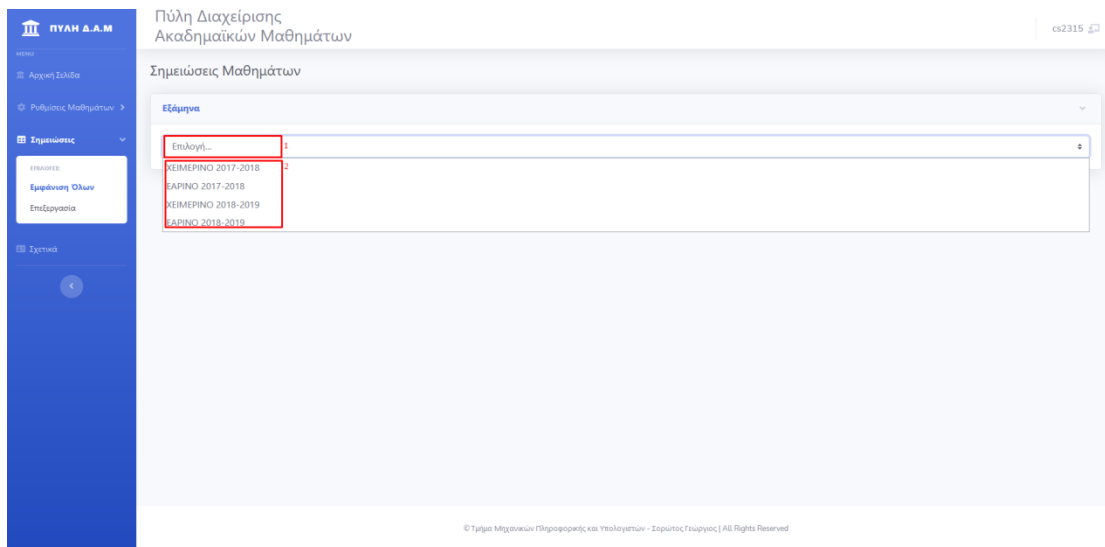 ΠΥΛΗ Δ.Α.Μ
MENU
Αρχική Σελίδα
Ρυθμίσεις Μαθημάτων
Σημειώσεις
ΕΠΙΛΟΓΕΣ
Εμφάνιση Όλων
Επεξεργασία
Σχετικά
Πύλη Διαχείρισης
Ακαδημαϊκών Μαθημάτων
cs2315
Σημειώσεις Μαθημάτων
Εξάμηνα
Επιλογή... 1
ΧΕΙΜΕΡΙΝΟ 2017-2018 2
ΕΑΡΙΝΟ 2017-2018
ΧΕΙΜΕΡΙΝΟ 2018-2019
ΕΑΡΙΝΟ 2018-2019
© Τμήμα Μηχανικών Πληροφορικής και Υπολογιστών - Σορώτος Γεώργιος | All Rights Reserved